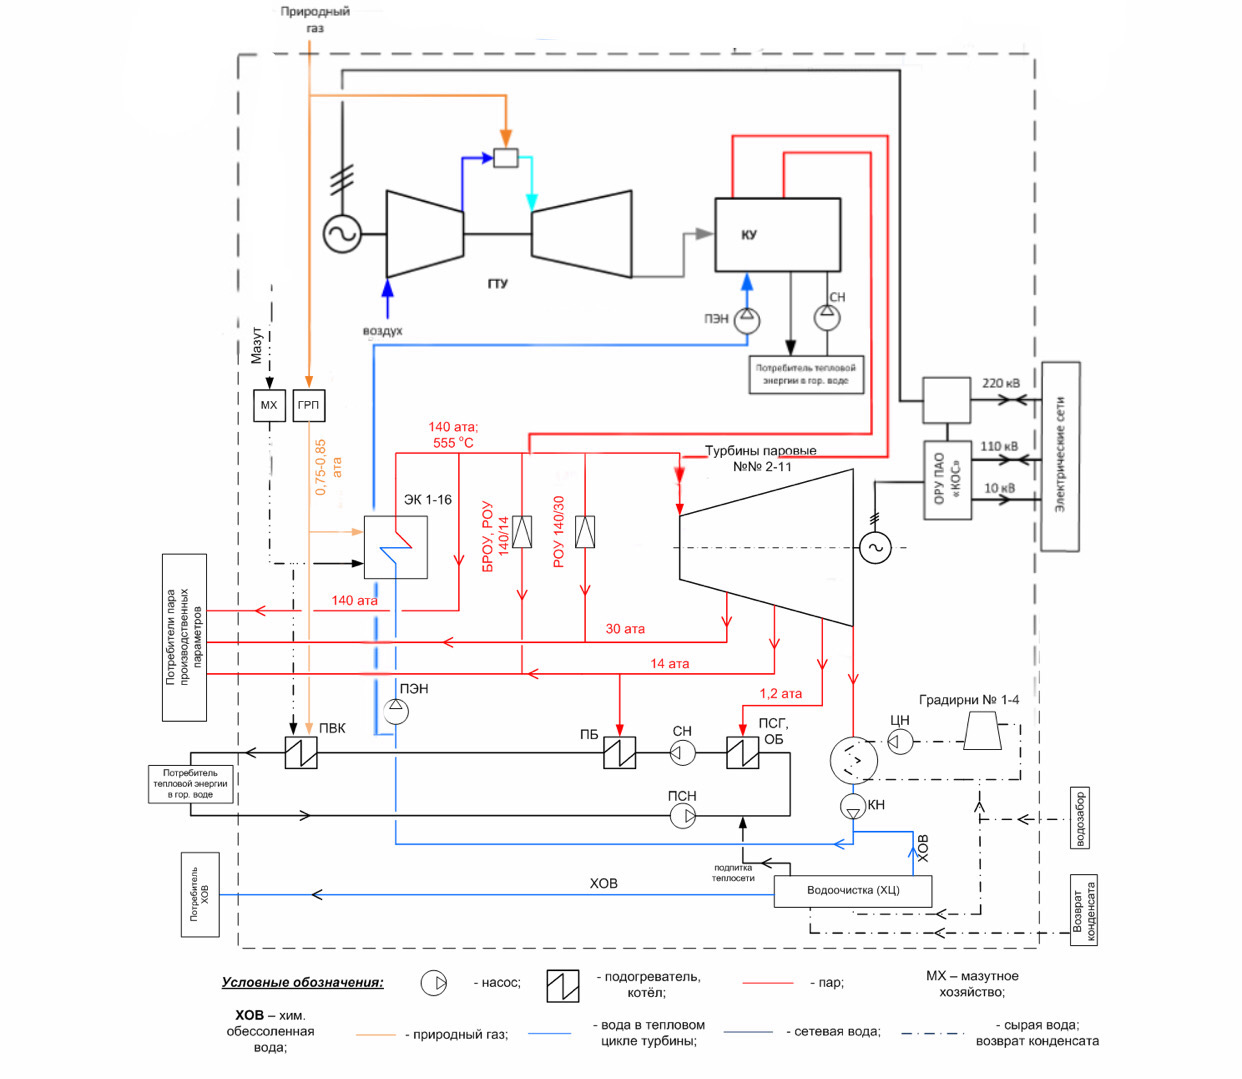 Природный
газ
КУ
ГТУ
воздух
ПЭН
СН
Потребитель тепловой
энергии в гор. воде
Мазут
МХ
ГРП
0,75-0,85
ата
220 кВ
110 кВ
10 кВ
ОРУ ПАО
«КОС»
Электрические сети
140 ата;
555 °С
Турбины паровые
№№ 2-11
ЭК 1-16
БРОУ, РОУ
140/14
РОУ 140/30
Потребители пара
производственных
параметров
140 ата
30 ата
14 ата
1,2 ата
ПЭН
ПВК
ПБ
СН
ПСГ,
ОБ
ЦН
Градирни № 1-4
Потребитель
тепловой энергии
в гор. воде
ПСН
КН
ХОВ
водозабор
подпитка
теплосети
Водоочистка (ХЦ)
ХОВ
Потребитель
ХОВ
Возврат
конденсата
Условные обозначения:
- насос;
- подогреватель,
котёл;
- пар;
МХ – мазутное
хозяйство;
ХОВ – хим.
обессоленная
вода;
- природный газ;
- вода в тепловом
цикле турбины;
- сетевая вода;
- сырая вода;
возврат конденсата